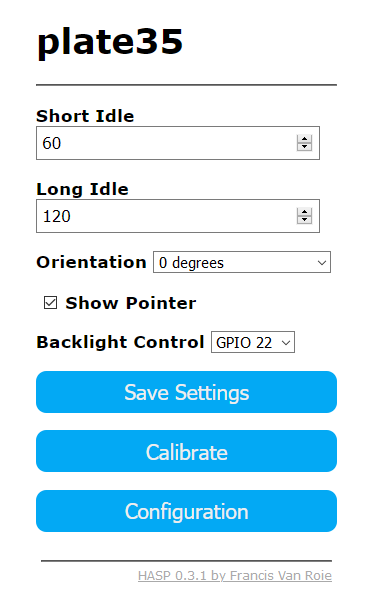 plate35
Short Idle
60
Long Idle
120
Orientation 0 degrees
Show Pointer
Backlight Control GPIO 22
Save Settings
Calibrate
Configuration
HASP 0.3.1 by Francis Van Roie